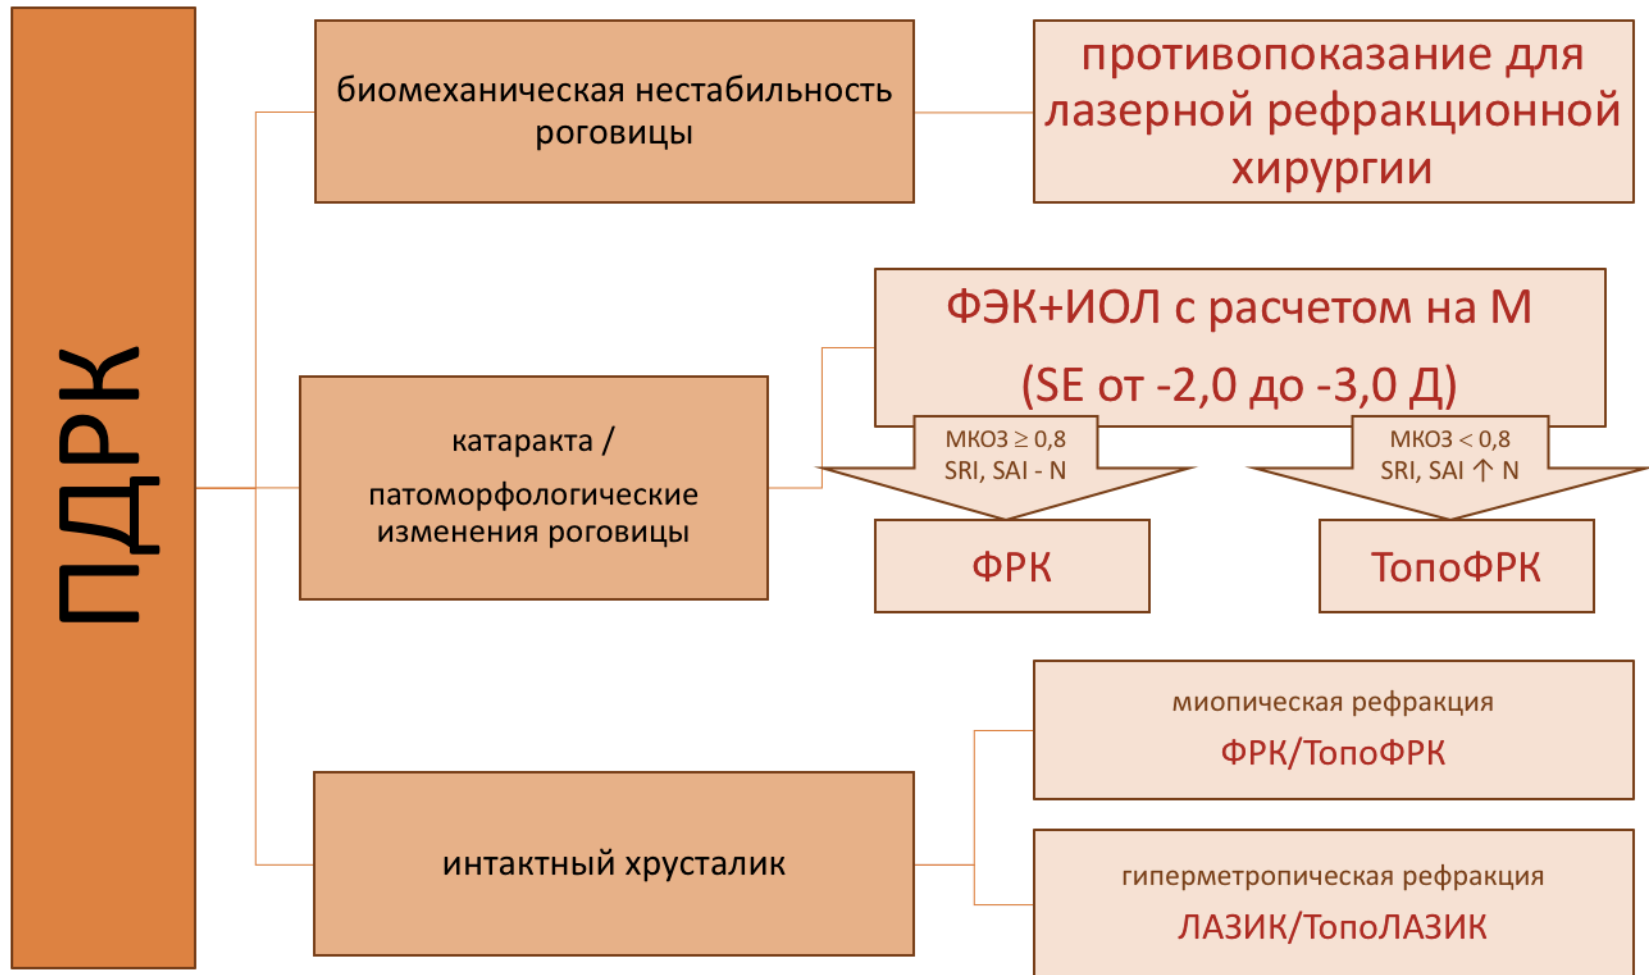 ПДРК
биомеханическая нестабильность
роговицы
противопоказание для
лазерной рефракционной
хирургии
катаракта /
патоморфологические
изменения роговицы
ФЭК+ИОЛ с расчетом на М
(SE от -2,0 до -3,0 Д)
МКОЗ ≥ 0,8
SRI, SAI - N
МКОЗ < 0,8
SRI, SAI ↑ N
ФРК
ТопоФРК
интактный хрусталик
миопическая рефракция
ФРК/ТопоФРК
гиперметропическая рефракция
ЛАЗИК/ТопоЛАЗИК